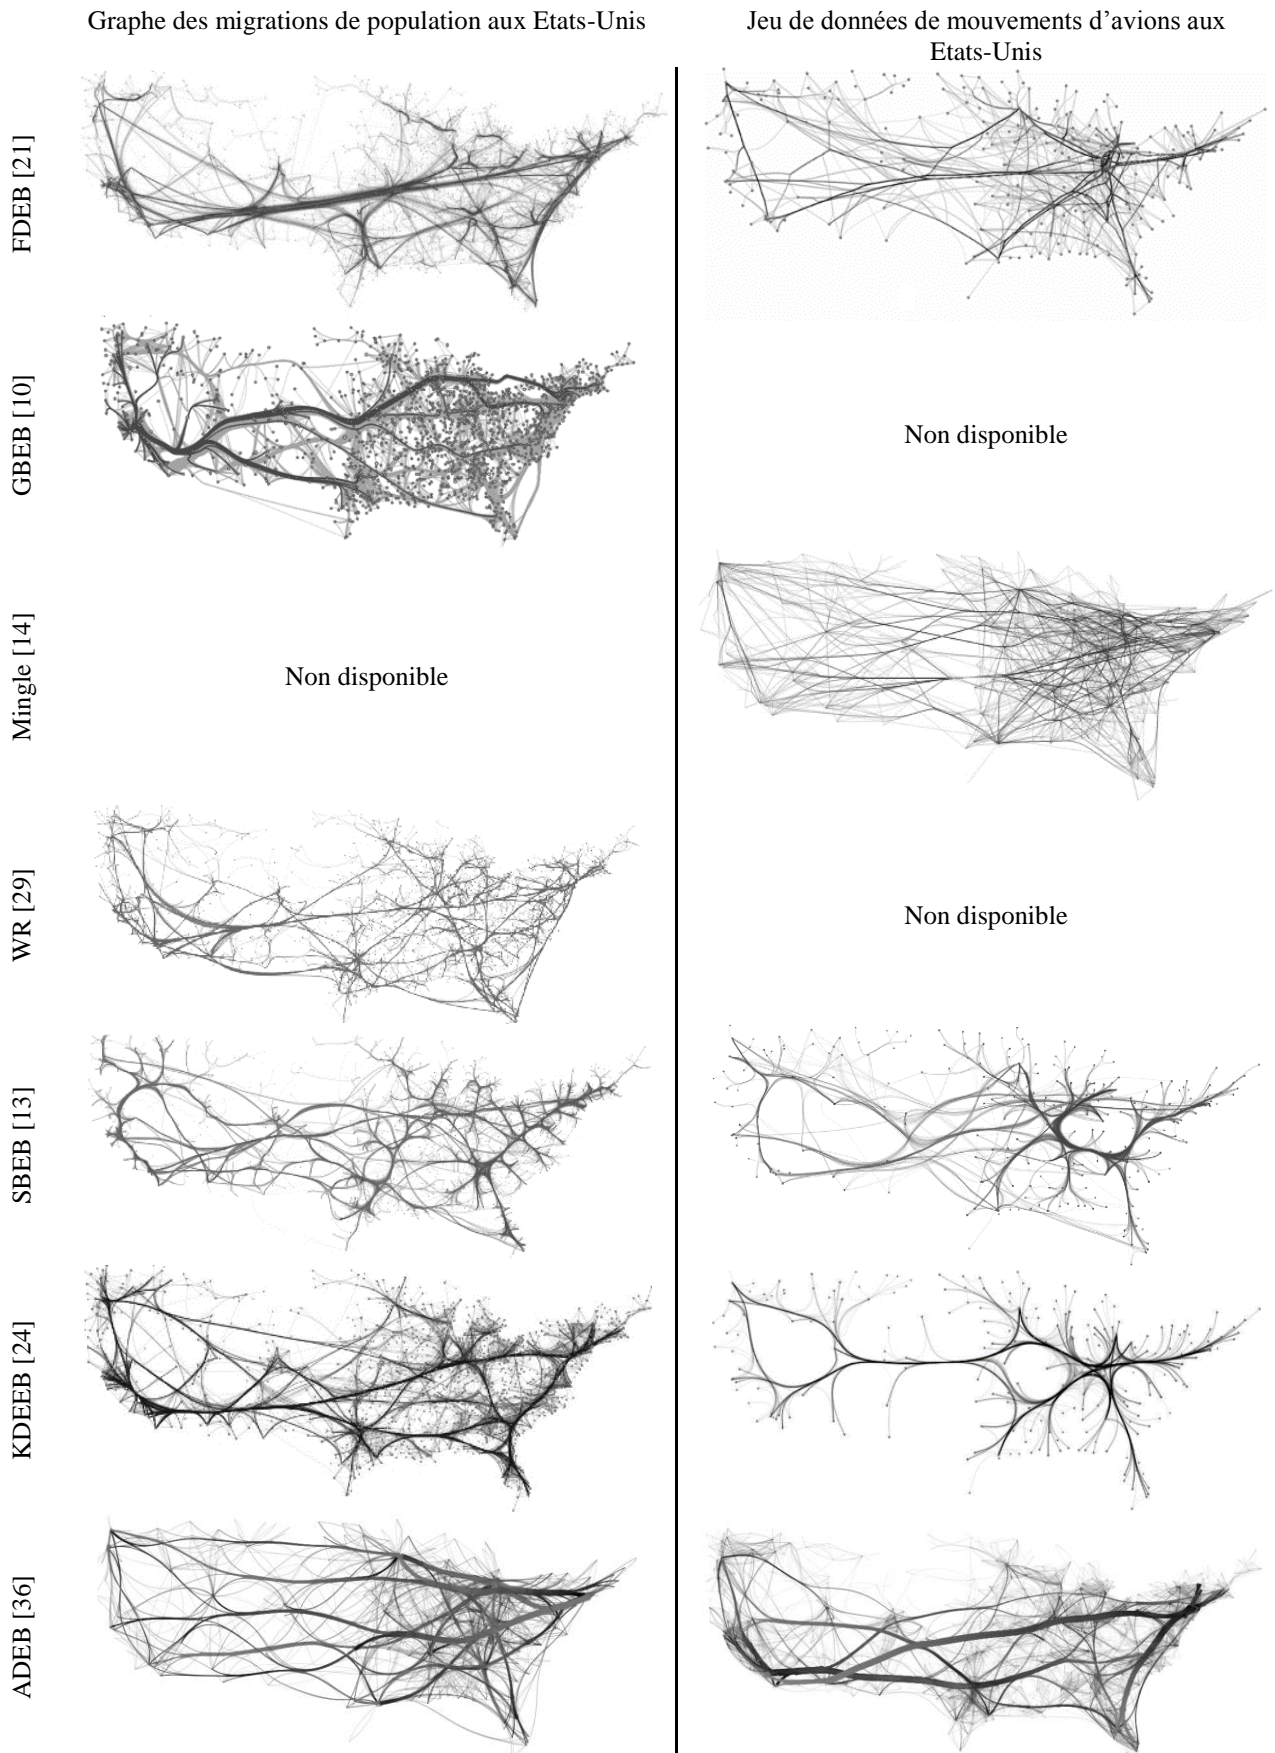 Graphe des migrations de population aux Etats-Unis
Jeu de données de mouvements d’avions aux
Etats-Unis
FDEB [21]
GBEB [10]
Non disponible
Mingle [14]
Non disponible
WR [29]
Non disponible
SBEB [13]
KDEEB [24]
ADEB [36]